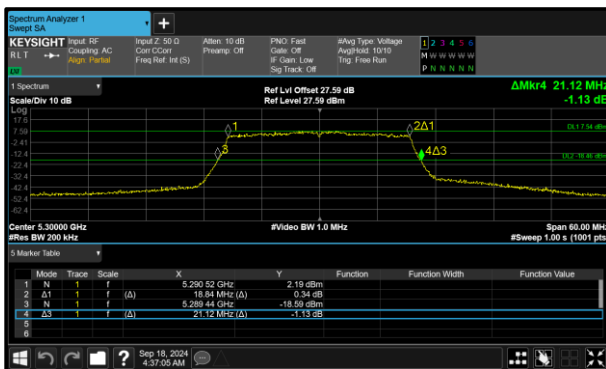 Spectrum Analyzer 1
Swept SA
KEYSIGHT Input: RF Input Z: 50 Ω Atten: 10 dB PNO: Fast #Avg Type: Voltage 1 2 3 4 5 6
RLT Coupling: AC Corr CCorr Preamp: Off Gate: Off Avg|Hold: 10/10 M W W W W W
Align: Partial Freq Ref: Int (S) IF Gain: Low Trig: Free Run P N N N N N
Sig Track: Off
1 Spectrum Ref Lvl Offset 27.59 dB ΔMkr4 21.12 MHz
Scale/Div 10 dB Ref Level 27.59 dBm -1.13 dB
Log
17.6
7.59 1 2Δ1 DL1 7.54 dBm
-2.41
-12.4 3 4Δ3 DL2 -18.46 dBm
-22.4
-32.4
-42.4
-52.4
-62.4
Center 5.30000 GHz #Video BW 1.0 MHz Span 60.00 MHz
#Res BW 200 kHz #Sweep 1.00 s (1001 pts
5 Marker Table
Mode Trace Scale X Y Function Function Width Function Value
1 N 1 f 5.290 52 GHz 2.19 dBm
2 Δ1 1 f (Δ) 18.84 MHz (Δ) 0.34 dB
3 N 1 f 5.289 44 GHz -18.59 dBm
4 Δ3 1 f (Δ) 21.12 MHz (Δ) -1.13 dB
5
6
? Sep 18, 2024
4:37:05 AM